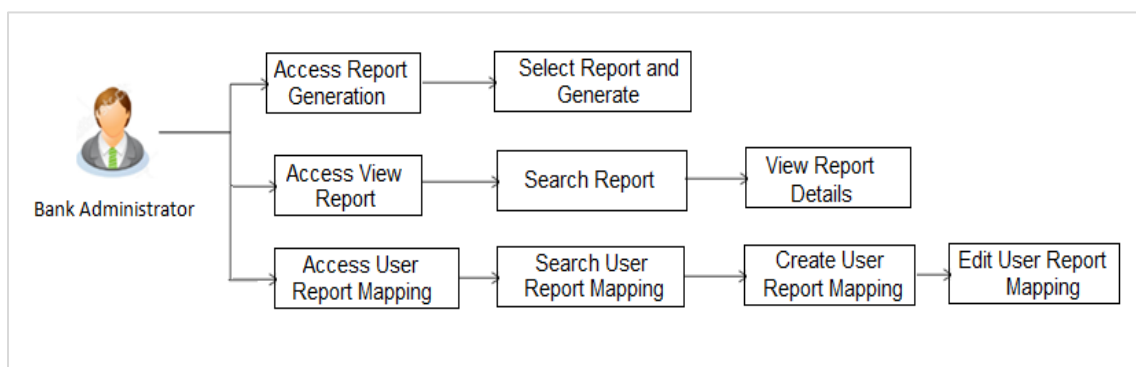 Access Report
Generation
Select Report and
Generate
Bank Administrator
Access View
Report
Search Report
View Report
Details
Access User
Report Mapping
Search User
Report Mapping
Create User
Report Mapping
Edit User Report
Mapping